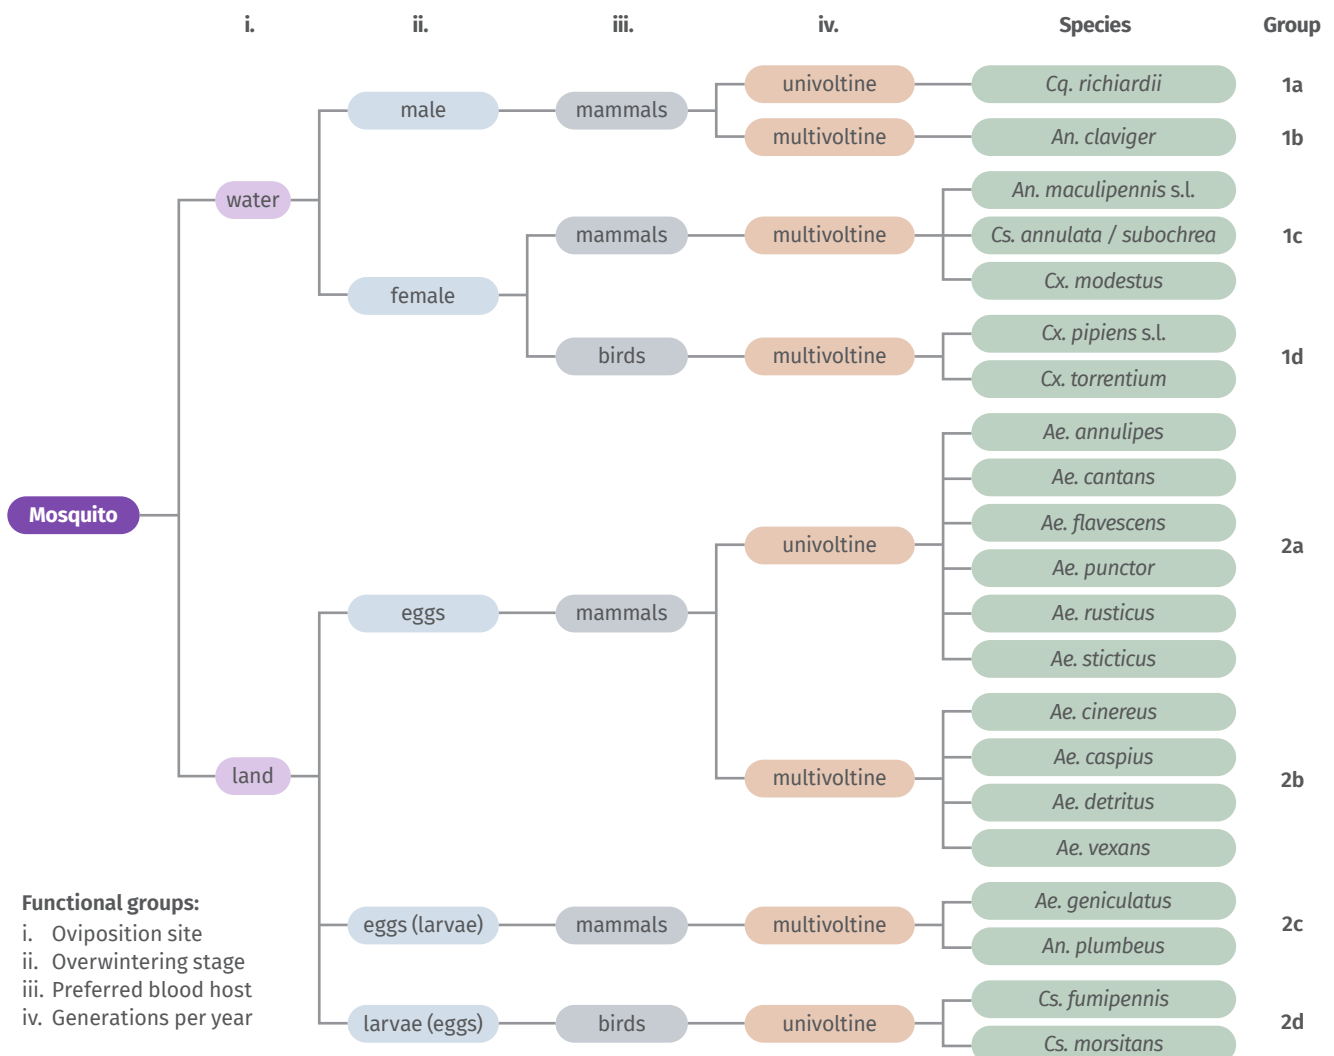 i. ii. iii. iv. Species Group
univoltine Cq. richiardii 1a
male mammals
multivoltine An. claviger 1b
An. maculipennis s.l.
water
mammals multivoltine Cs. annulata / subochrea 1c
Cx. modestus
female
Cx. pipiens s.l.
birds multivoltine 1d
Cx. torrentium
Ae. annulipes
Ae. cantans
Mosquito
Ae. flavescens
univoltine 2a
Ae. punctor
eggs mammals Ae. rusticus
Ae. sticticus
Ae. cinereus
Ae. caspius
land multivoltine 2b
Ae. detritus
Ae. vexans
Ae. geniculatus
eggs (larvae) mammals multivoltine 2c
An. plumbeus
Cs. fumipennis
larvae (eggs) birds univoltine 2d
Cs. morsitans
Functional groups:
i. Oviposition site
ii. Overwintering stage
iii. Preferred blood host
iv. Generations per year